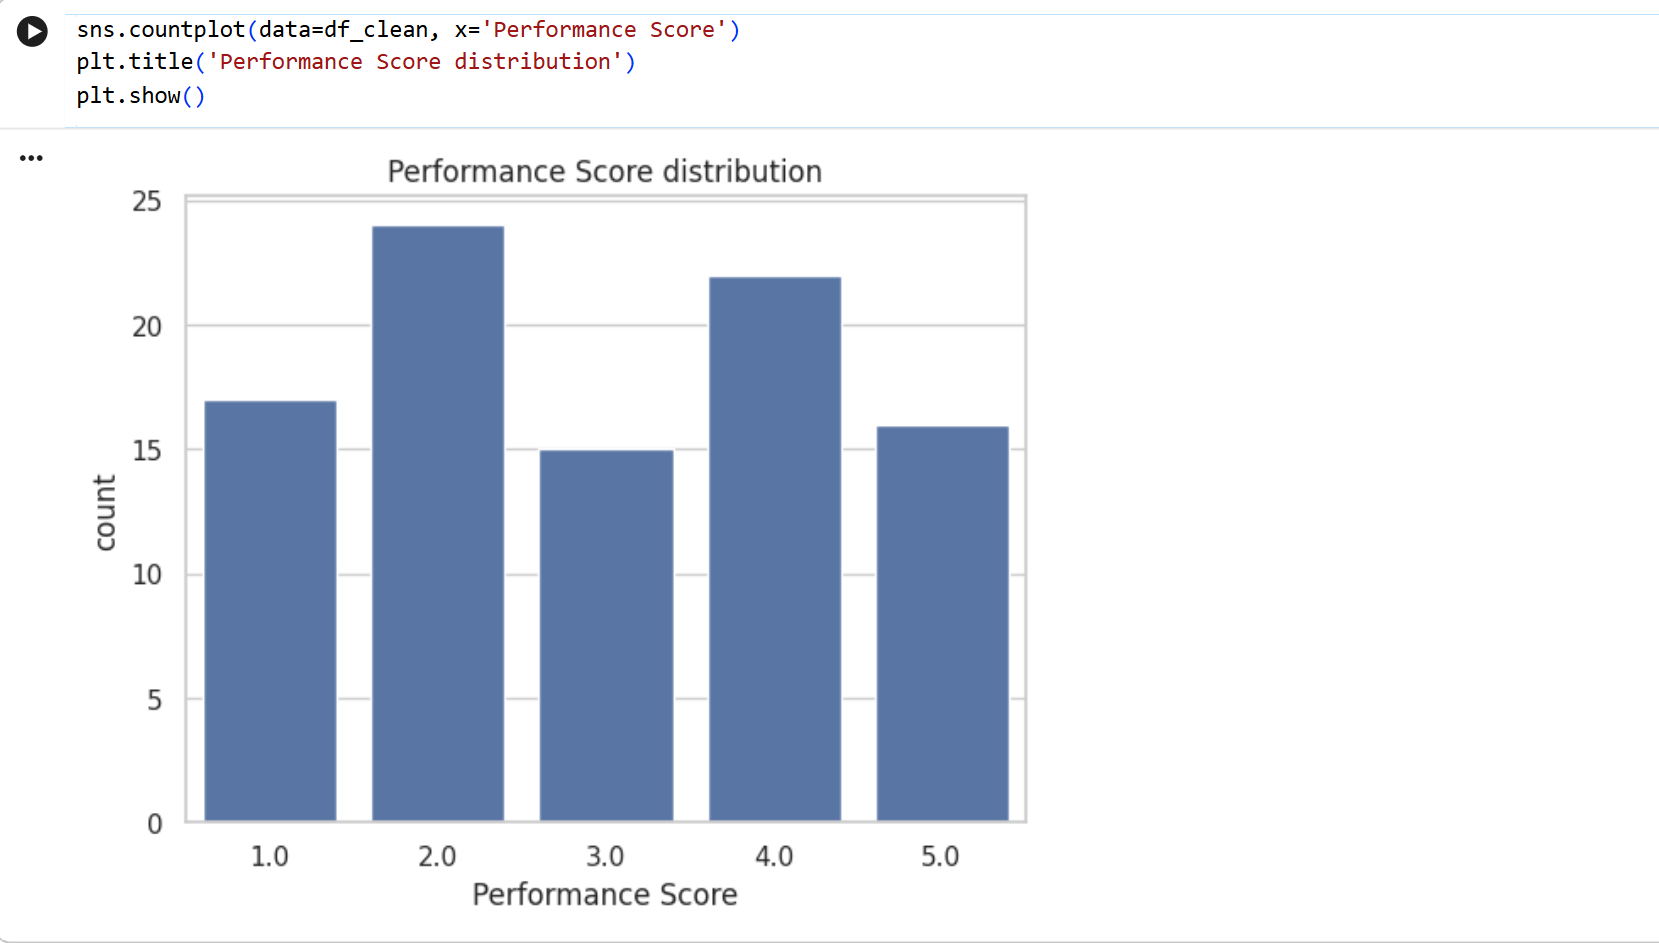 sns.countplot(data=df_clean, x='Performance Score')
plt.title('Performance Score distribution')
plt.show()
Performance Score distribution
25
20
15
10
5
0
count
1.0 2.0 3.0 4.0 5.0
Performance Score